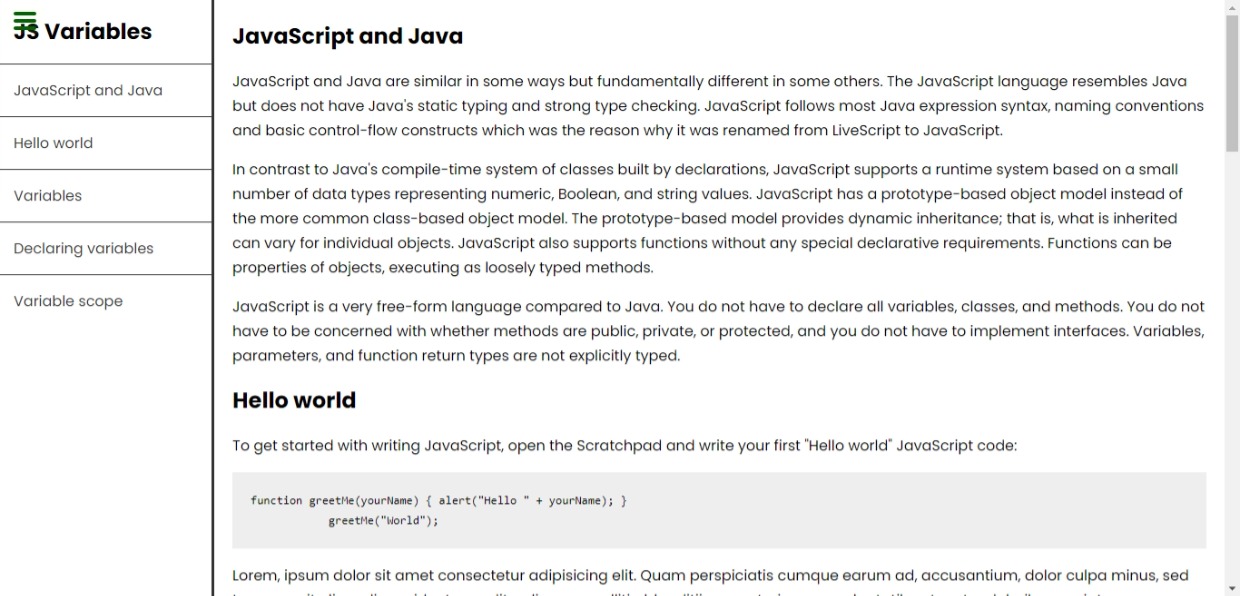 JS Variables
JavaScript and Java
Hello world
Variables
Declaring variables
Variable scope
JavaScript and Java
JavaScript and Java are similar in some ways but fundamentally different in some others. The JavaScript language resembles Java
but does not have Java's static typing and strong type checking. JavaScript follows most Java expression syntax, naming conventions
and basic control-flow constructs which was the reason why it was renamed from LiveScript to JavaScript.
In contrast to Java's compile-time system of classes built by declarations, JavaScript supports a runtime system based on a small
number of data types representing numeric, Boolean, and string values. JavaScript has a prototype-based object model instead of
the more common class-based object model. The prototype-based model provides dynamic inheritance; that is, what is inherited
can vary for individual objects. JavaScript also supports functions without any special declarative requirements. Functions can be
properties of objects, executing as loosely typed methods.
JavaScript is a very free-form language compared to Java. You do not have to declare all variables, classes, and methods. You do not
have to be concerned with whether methods are public, private, or protected, and you do not have to implement interfaces. Variables,
parameters, and function return types are not explicitly typed.
Hello world
To get started with writing JavaScript, open the Scratchpad and write your first "Hello world" JavaScript code:
function greetMe(yourName) { alert("Hello " + yourName); }
greetMe("World");
Lorem, ipsum dolor sit amet consectetur adipisicing elit. Quam perspiciatis cumque earum ad, accusantium, dolor culpa minus, sed